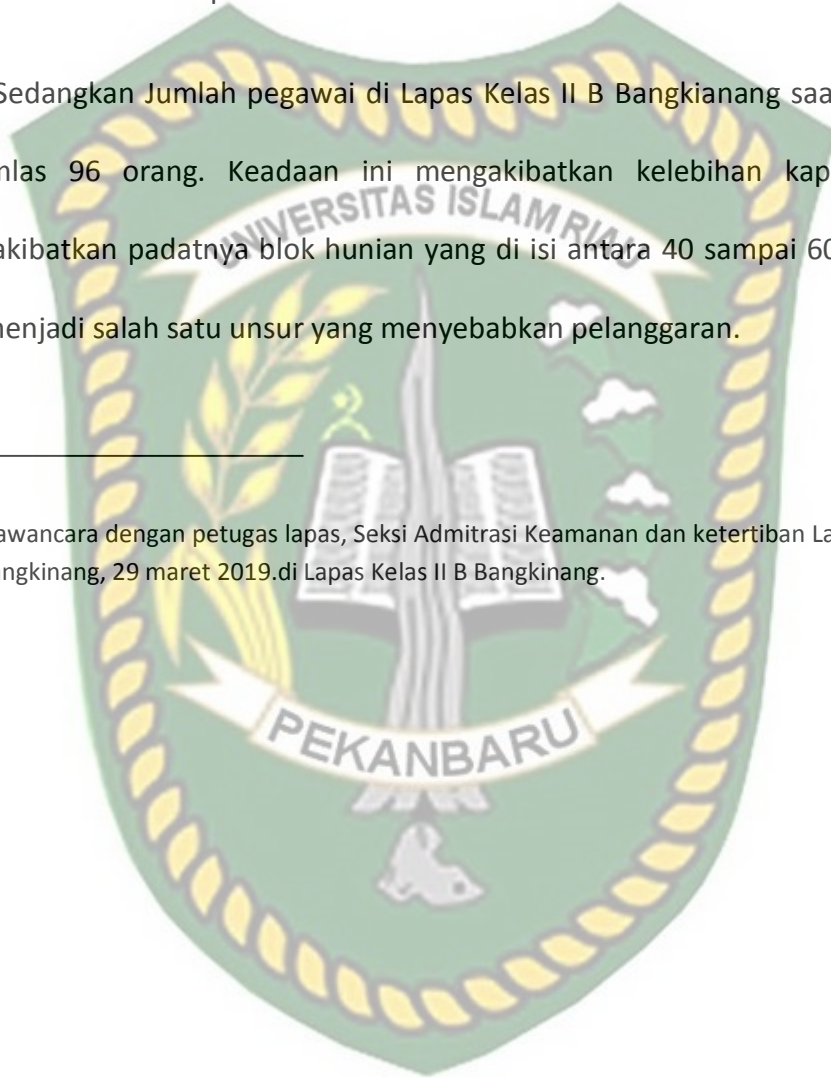 Sedangkan Jumlah pegawai di Lapas Kelas II B Bangkianang saa
mlas 96 orang. Keadaan ini mengakibatkan kelebihan kap
akibatkan padatnya blok hunian yang di isi antara 40 sampai 60
menjadi salah satu unsur yang menyebabkan pelanggaran.
UNIVERSITAS ISLAM RIAU
awancara dengan petugas lapas, Seksi Admitrasi Keamanan dan ketertiban La
angkinang, 29 maret 2019.di Lapas Kelas II B Bangkinang.
PEKANBARU